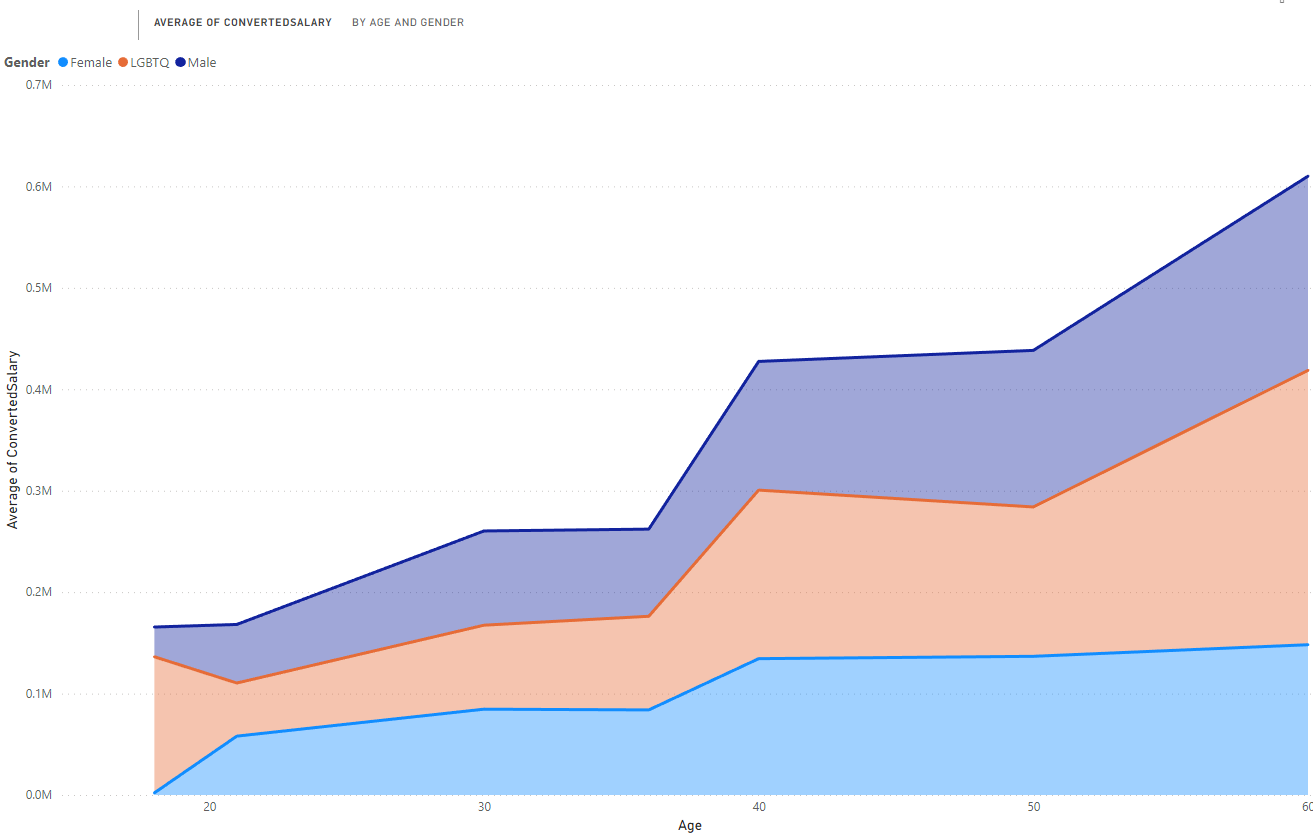 AVERAGE OF CONVERTEDSALARY BY AGE AND GENDER
Gender Female LGBTQ Male
0.7M
0.6M
0.5M
0.4M
0.3M
0.2M
0.1M
0.0M
Average of ConvertedSalary
20 30 40 50 60
Age